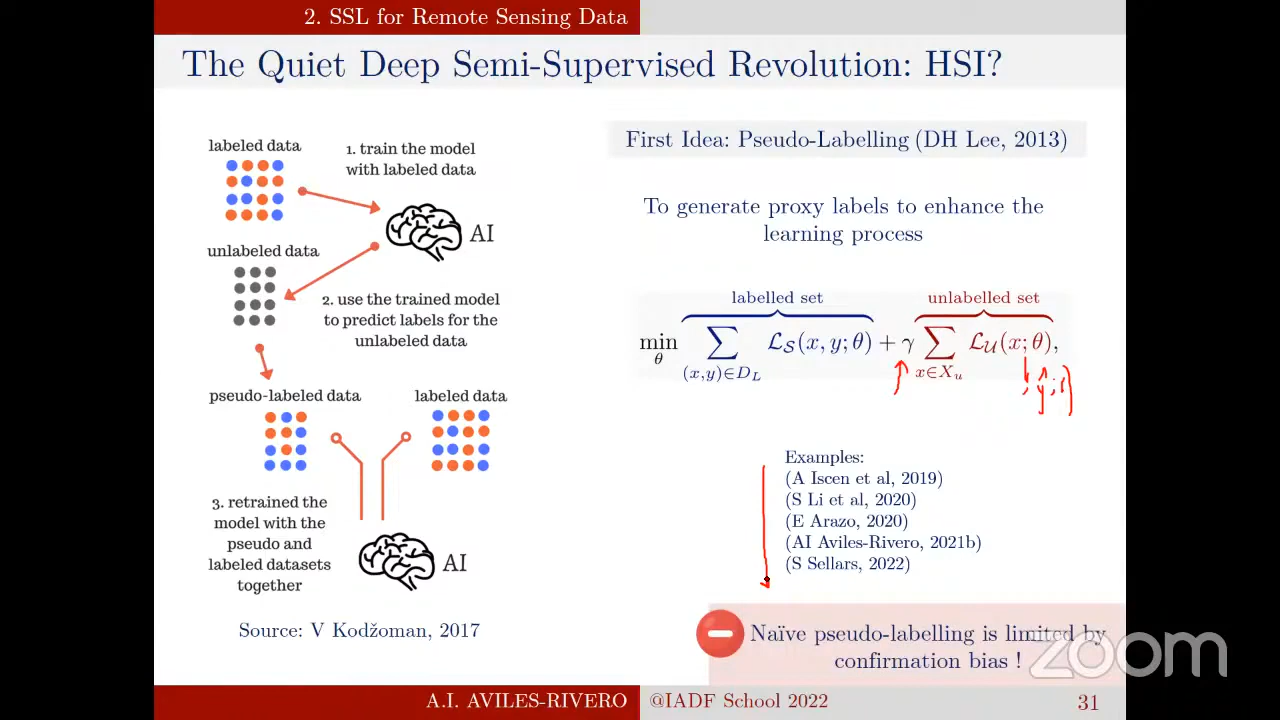 2. SSL for Remote Sensing Data
The Quiet Deep Semi-Supervised Revolution: HSI?
labeled data
1. train the model
with labeled data
AI
unlabeled data
2. use the trained model
to predict labels for the
unlabeled data
pseudo-labeled data
labeled data
3. retrained the
model with the
pseudo and
labeled datasets
together
AI
Source: V Kodžoman, 2017
First Idea: Pseudo-Labelling (DH Lee, 2013)
To generate proxy labels to enhance the
learning process
labelled set
unlabelled set
min θ ∑ (x,y)∈D_L ℒ_S(x, y; θ) + γ ∑ x∈X_u ℒ_U(x; θ),
Examples:
(A Iscen et al, 2019)
(S Li et al, 2020)
(E Arazo, 2020)
(AI Aviles-Rivero, 2021b)
(S Sellars, 2022)
Naïve pseudo-labelling is limited by
confirmation bias !
zoom
A.I. AVILES-RIVERO
@IADF School 2022
31